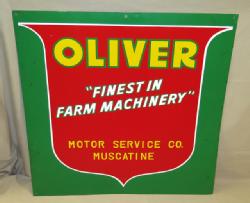 OLIVER
"FINEST IN
FARM MACHINERY"
MOTOR SERVICE CO.
MUSCATINE